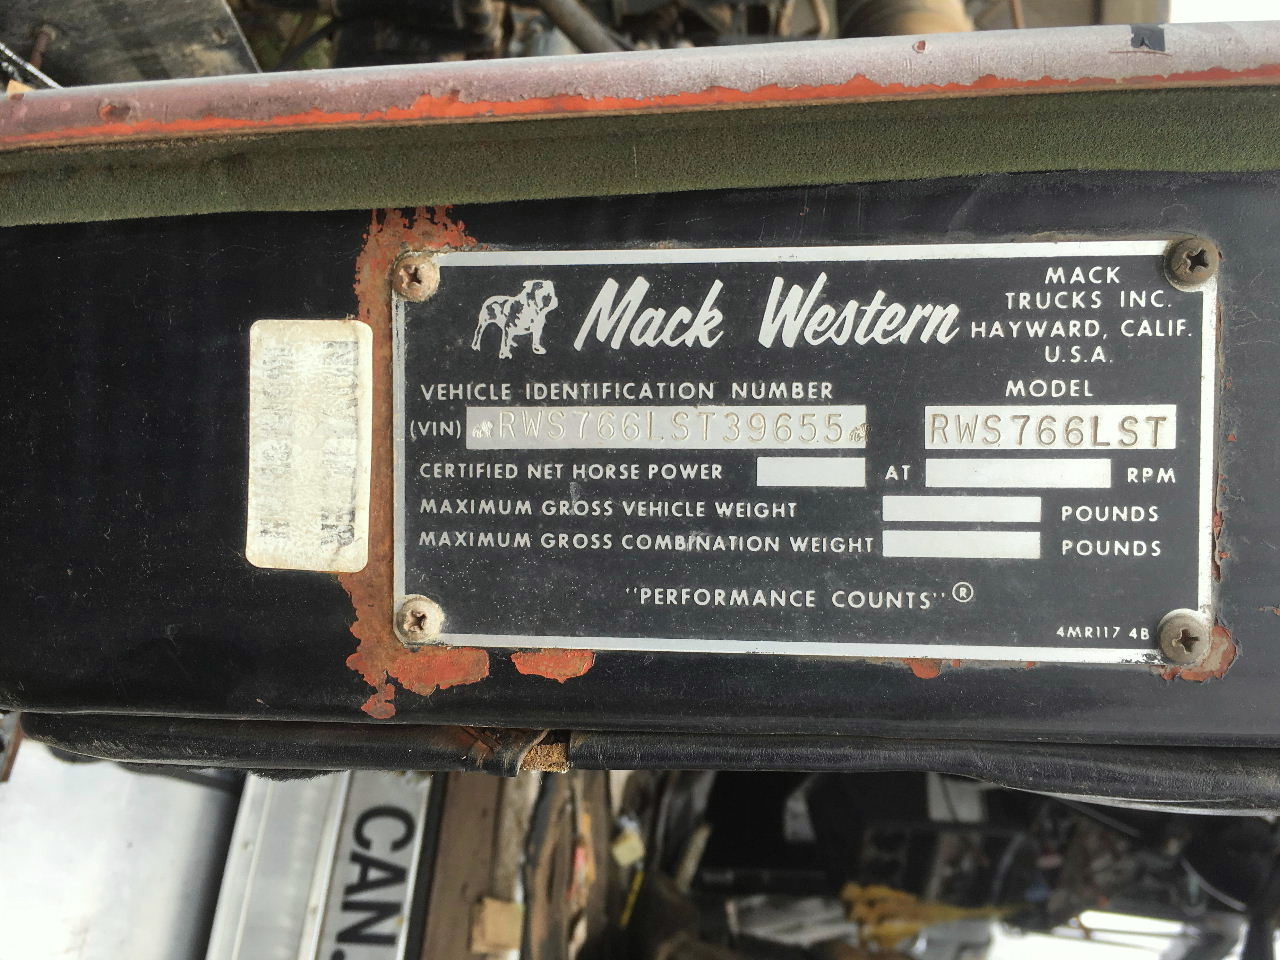 Mack Western
MACK
TRUCKS INC.
HAYWARD, CALIF.
U.S.A.
VEHICLE IDENTIFICATION NUMBER
MODEL
(VIN) RWS766LST39655
RWS766LST
CERTIFIED NET HORSE POWER AT RPM
MAXIMUM GROSS VEHICLE WEIGHT POUNDS
MAXIMUM GROSS COMBINATION WEIGHT POUNDS
"PERFORMANCE COUNTS"®
4MR117 4B
CAN.